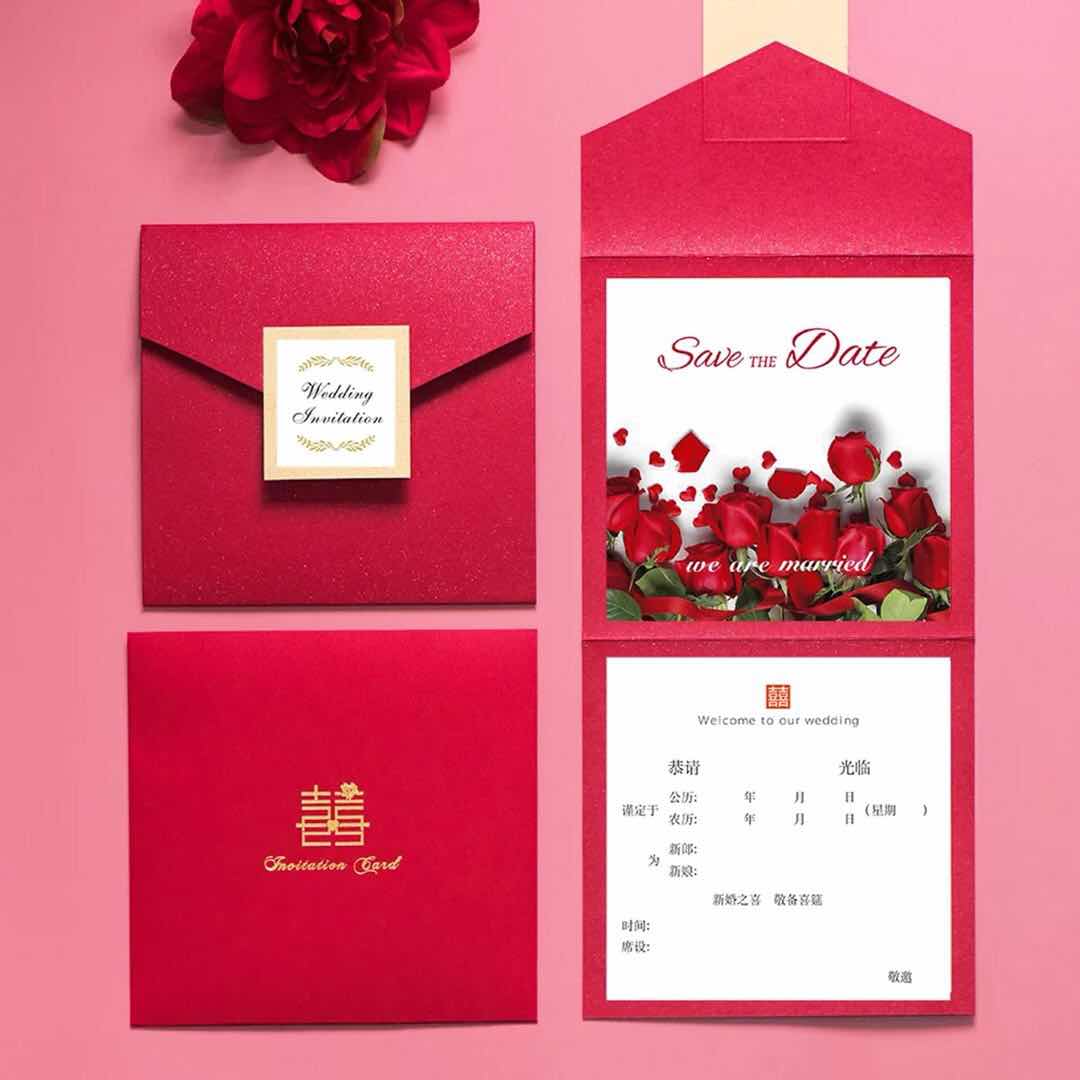 Wedding
Invitation
囍
Invitation Card
Save THE Date
we are married
囍
Welcome to our wedding
恭请 光临
谨定于 公历: 年 月 日 (星期 )
农历: 年 月 日
为 新郎:
新娘:
新婚之喜 敬备喜筵
时间:
席设:
敬邀